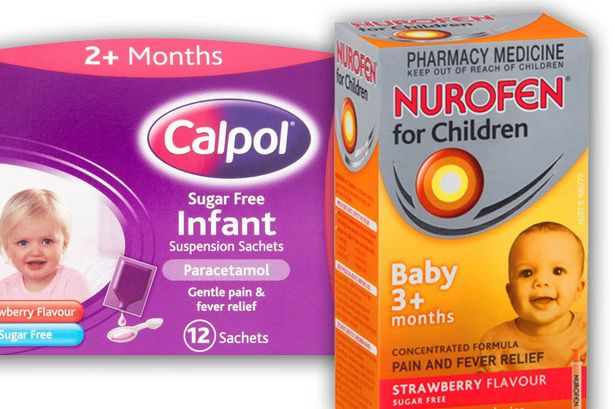 2+ Months
Calpol®
Sugar Free
Infant
Suspension Sachets
Paracetamol
Gentle pain &
fever relief
12 Sachets
wberry Flavour
Sugar Free
NUROFEN
for Children
PHARMACY MEDICINE
KEEP OUT OF REACH OF CHILDREN
NUROFEN®
for Children
Baby
3+
months
CONCENTRATED FORMULA
PAIN AND FEVER RELIEF
STRAWBERRY FLAVOUR
SUGAR FREE
NUROFEN